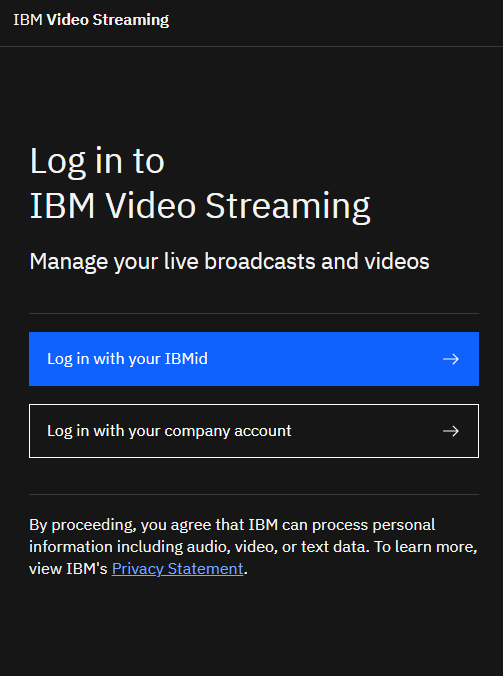 IBM Video Streaming
Log in to
IBM Video Streaming
Manage your live broadcasts and videos
Log in with your IBMid
Log in with your company account
By proceeding, you agree that IBM can process personal
information including audio, video, or text data. To learn more,
view IBM's Privacy Statement.